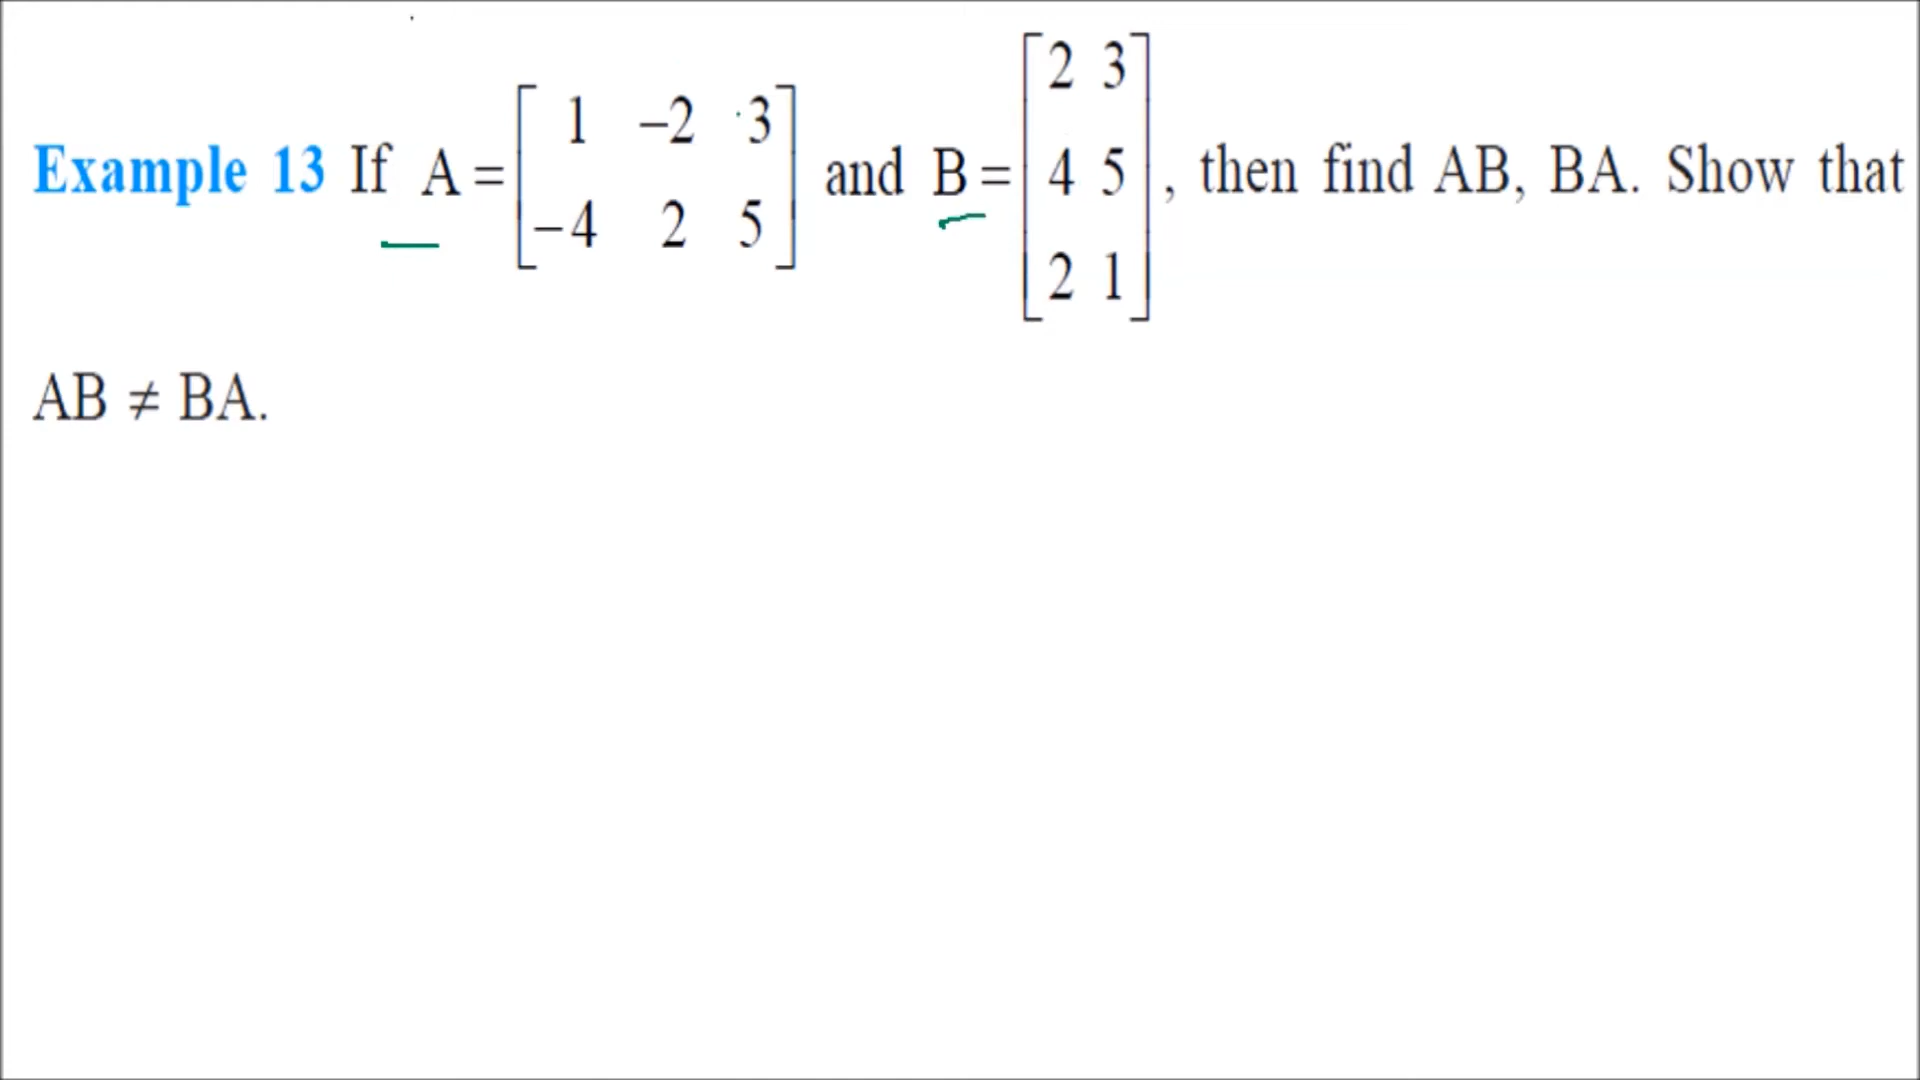 Example 13 If A = [1 –2 3; –4 2 5] and B = [2 3; 4 5; 2 1], then find AB, BA. Show that
AB ≠ BA.